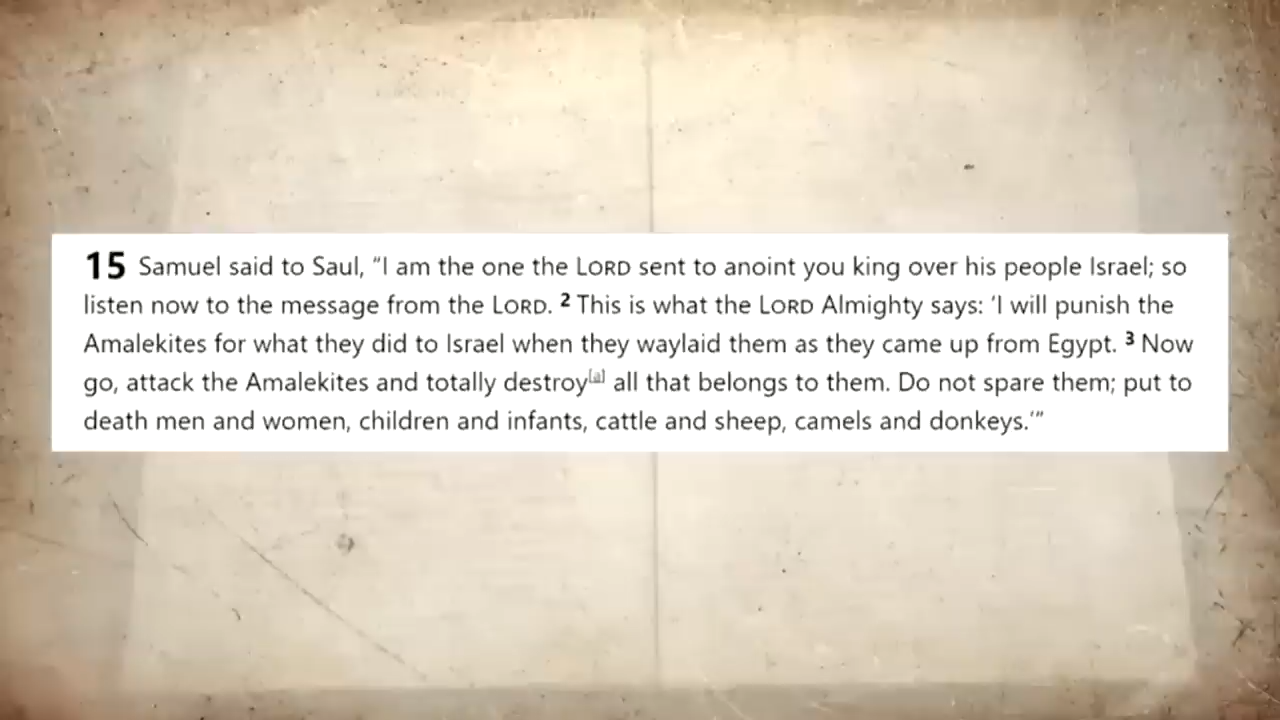 15 Samuel said to Saul, “I am the one the LORD sent to anoint you king over his people Israel; so
listen now to the message from the LORD. 2 This is what the LORD Almighty says: ‘I will punish the
Amalekites for what they did to Israel when they waylaid them as they came up from Egypt. 3 Now
go, attack the Amalekites and totally destroy[a] all that belongs to them. Do not spare them; put to
death men and women, children and infants, cattle and sheep, camels and donkeys.’”